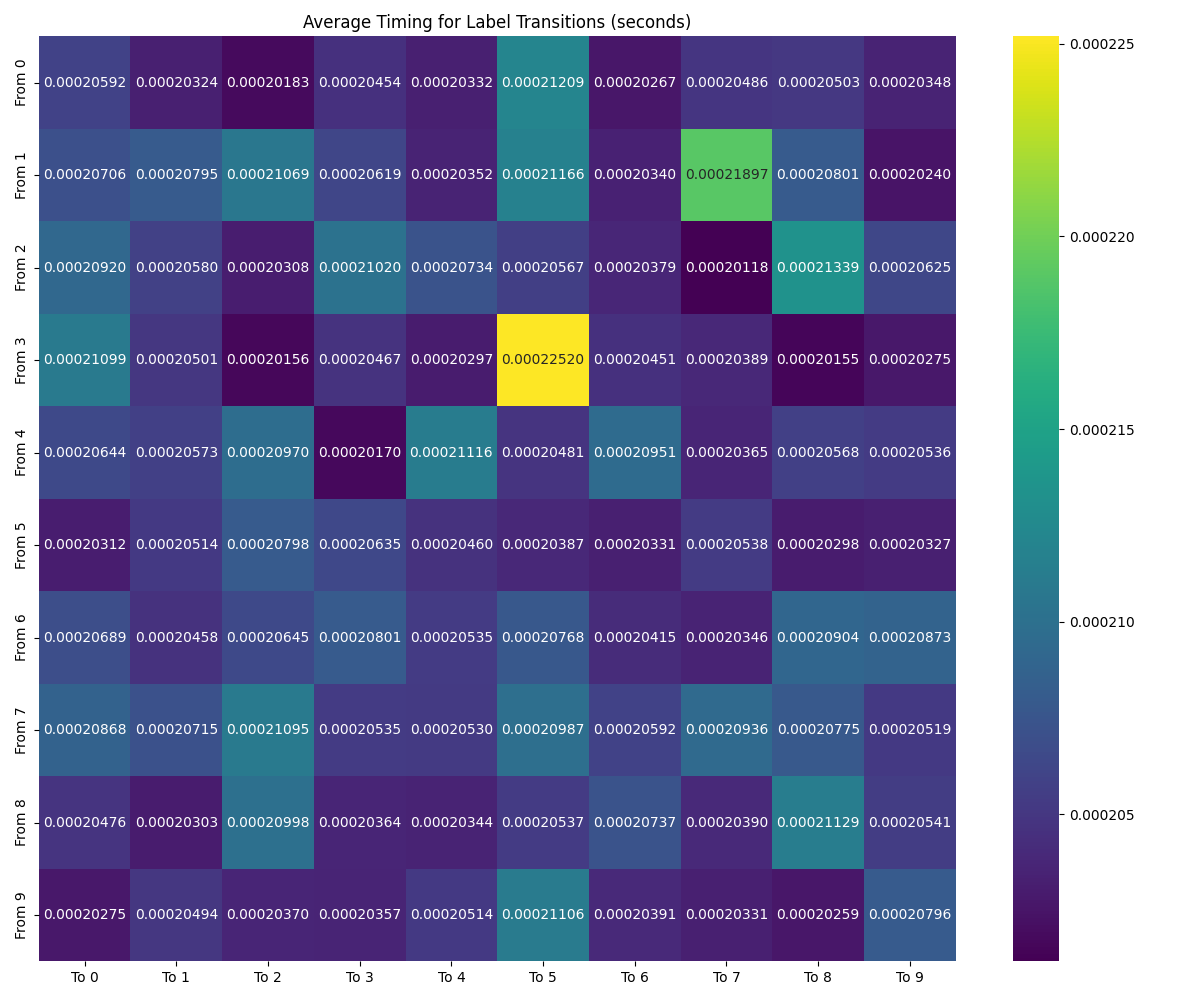 Average Timing for Label Transitions (seconds)
From 0 0.00020592 0.00020324 0.00020183 0.00020454 0.00020332 0.00021209 0.00020267 0.00020486 0.00020503 0.00020348
From 1 0.00020706 0.00020795 0.00021069 0.00020619 0.00020352 0.00021166 0.00020340 0.00021897 0.00020801 0.00020240
From 2 0.00020920 0.00020580 0.00020308 0.00021020 0.00020734 0.00020567 0.00020379 0.00020118 0.00021339 0.00020625
From 3 0.00021099 0.00020501 0.00020156 0.00020467 0.00020297 0.00022520 0.00020451 0.00020389 0.00020155 0.00020275
From 4 0.00020644 0.00020573 0.00020970 0.00020170 0.00021116 0.00020481 0.00020951 0.00020365 0.00020568 0.00020536
From 5 0.00020312 0.00020514 0.00020798 0.00020635 0.00020460 0.00020387 0.00020331 0.00020538 0.00020298 0.00020327
From 6 0.00020689 0.00020458 0.00020645 0.00020801 0.00020535 0.00020768 0.00020415 0.00020346 0.00020904 0.00020873
From 7 0.00020868 0.00020715 0.00021095 0.00020535 0.00020530 0.00020987 0.00020592 0.00020936 0.00020775 0.00020519
From 8 0.00020476 0.00020303 0.00020998 0.00020364 0.00020344 0.00020537 0.00020737 0.00020390 0.00021129 0.00020541
From 9 0.00020275 0.00020494 0.00020370 0.00020357 0.00020514 0.00021106 0.00020391 0.00020331 0.00020259 0.00020796
To 0 To 1 To 2 To 3 To 4 To 5 To 6 To 7 To 8 To 9
0.000225
0.000220
0.000215
0.000210
0.000205